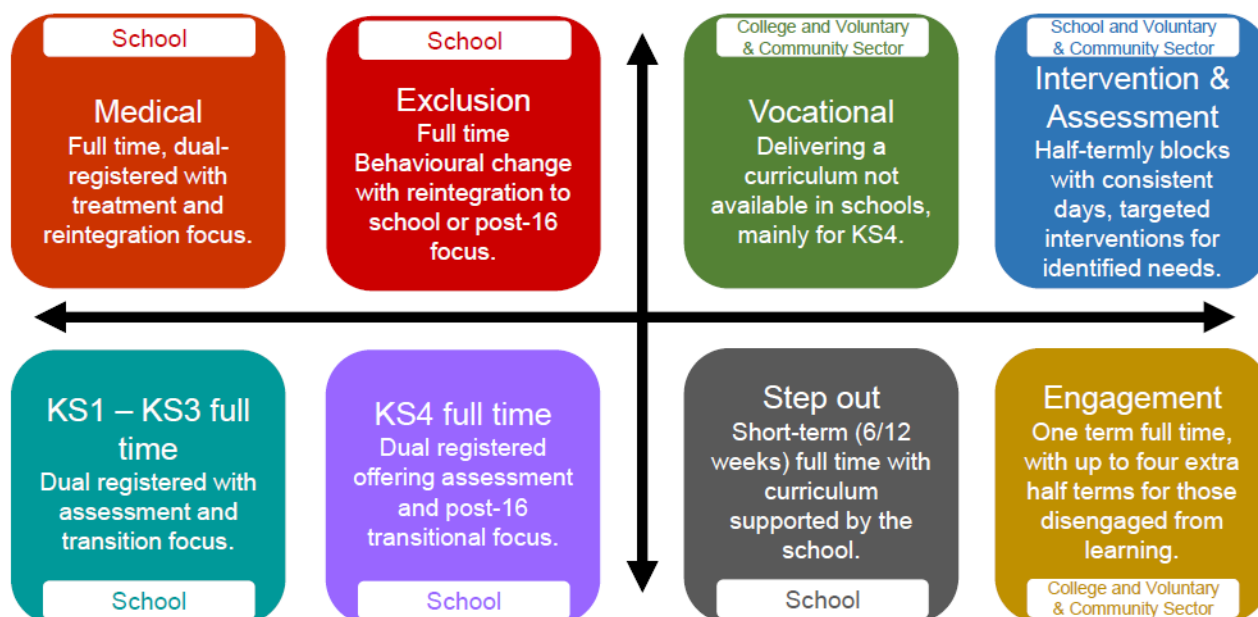 School
Medical
Full time, dual-
registered with
treatment and
reintegration focus.
School
Exclusion
Full time
Behavioural change
with reintegration to
school or post-16
focus.
College and Voluntary
& Community Sector
Vocational
Delivering a
curriculum not
available in schools,
mainly for KS4.
School and Voluntary
& Community Sector
Intervention &
Assessment
Half-termly blocks
with consistent
days, targeted
interventions for
identified needs.
KS1 – KS3 full
time
Dual registered with
assessment and
transition focus.
School
KS4 full time
Dual registered
offering assessment
and post-16
transitional focus.
School
Step out
Short-term (6/12
weeks) full time with
curriculum
supported by the
school.
School
Engagement
One term full time,
with up to four extra
half terms for those
disengaged from
learning.
College and Voluntary
& Community Sector